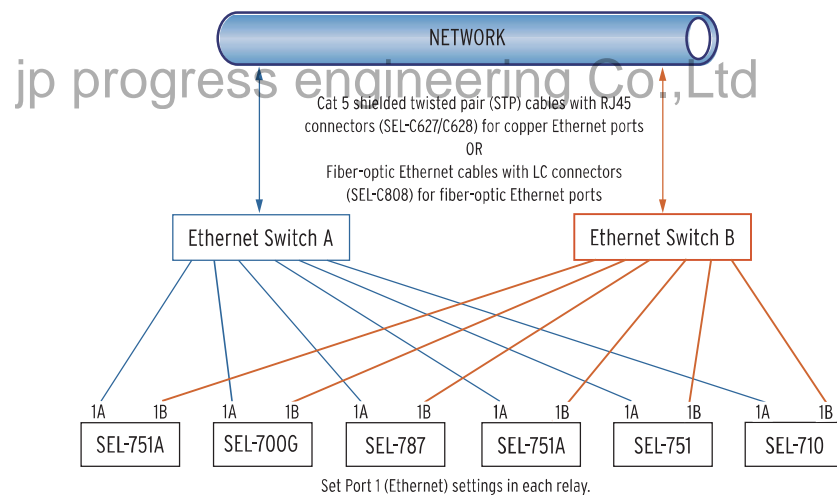 NETWORK
jp progress engineering Co.,Ltd
Cat 5 shielded twisted pair (STP) cables with RJ45
connectors (SEL-C627/C628) for copper Ethernet ports
OR
Fiber-optic Ethernet cables with LC connectors
(SEL-C808) for fiber-optic Ethernet ports
Ethernet Switch A
Ethernet Switch B
1A 1B 1A 1B 1A 1B 1A 1B 1A 1B 1A 1B
SEL-751A SEL-700G SEL-787 SEL-751A SEL-751 SEL-710
Set Port 1 (Ethernet) settings in each relay.